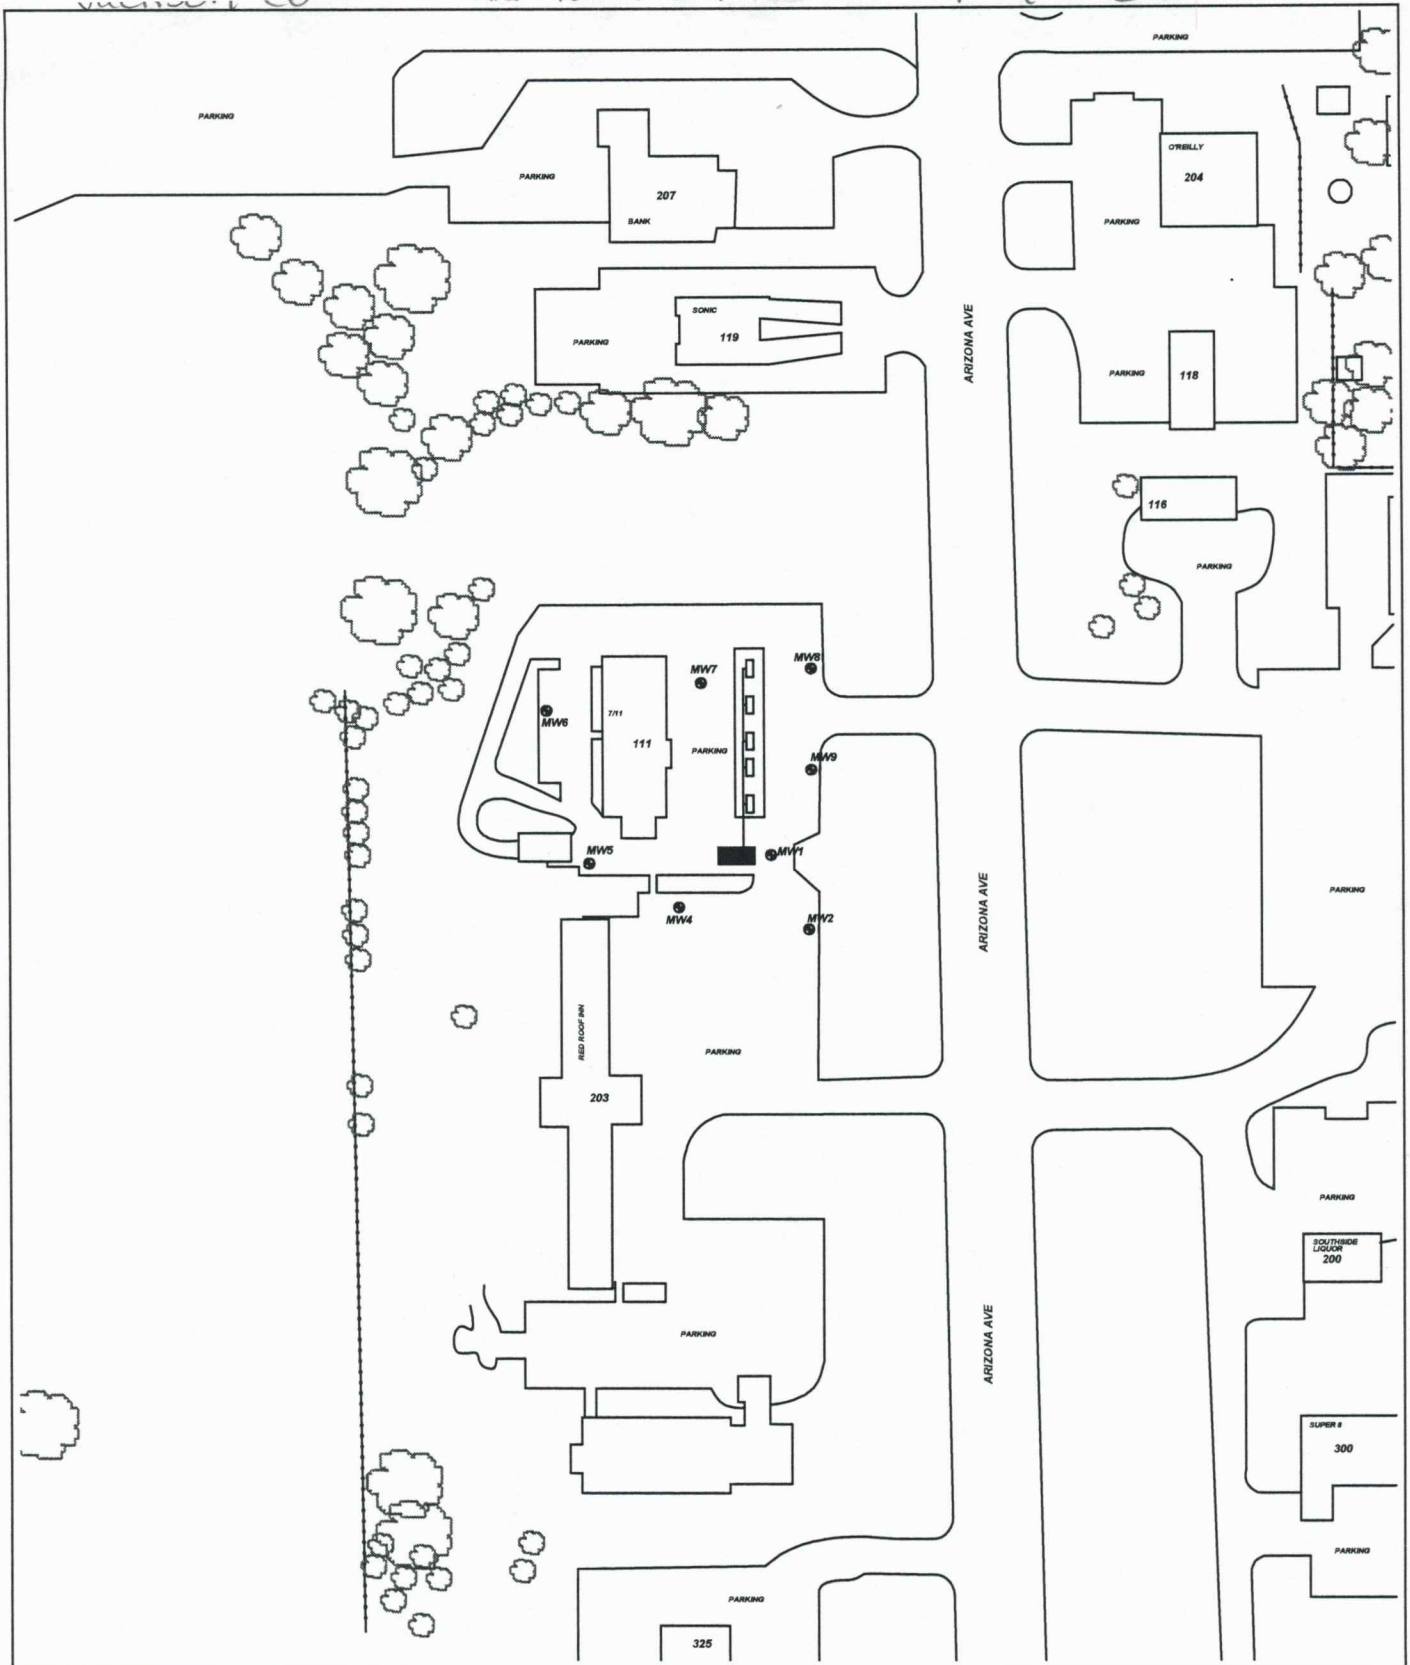 PARKING
PARKING
O'REILLY
204
PARKING
207
BANK
PARKING
SONIC
119
PARKING
ARIZONA AVE
PARKING
118
116
PARKING
MW7
MW8
MW6
7/11
111
PARKING
MW9
MW5
MW1
MW4
MW2
ARIZONA AVE
PARKING
RED ROOF INN
203
PARKING
PARKING
SOUTHSIDE
LIQUOR
200
ARIZONA AVE
PARKING
SUPER 8
300
PARKING
PARKING
325